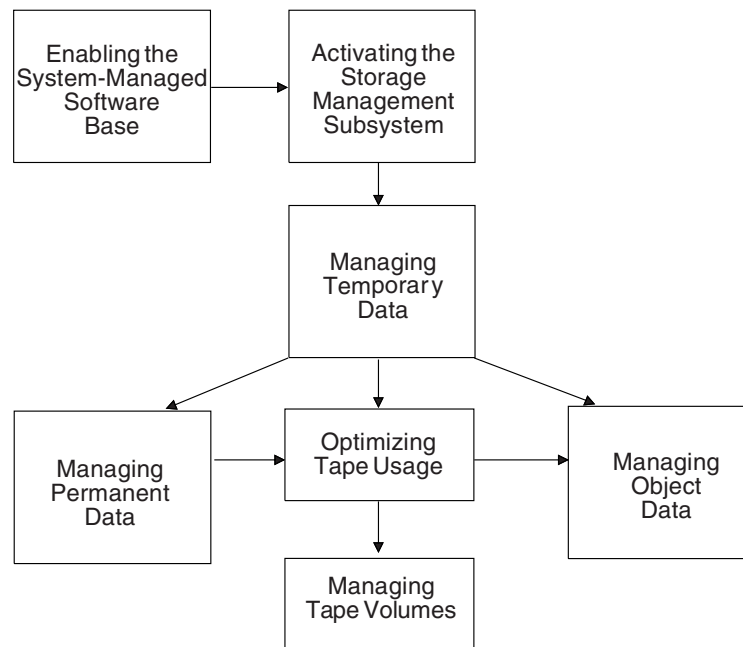 Enabling the
System-Managed
Software
Base
Activating the
Storage
Management
Subsystem
Managing
Temporary
Data
Managing
Permanent
Data
Optimizing
Tape Usage
Managing
Object
Data
Managing
Tape Volumes